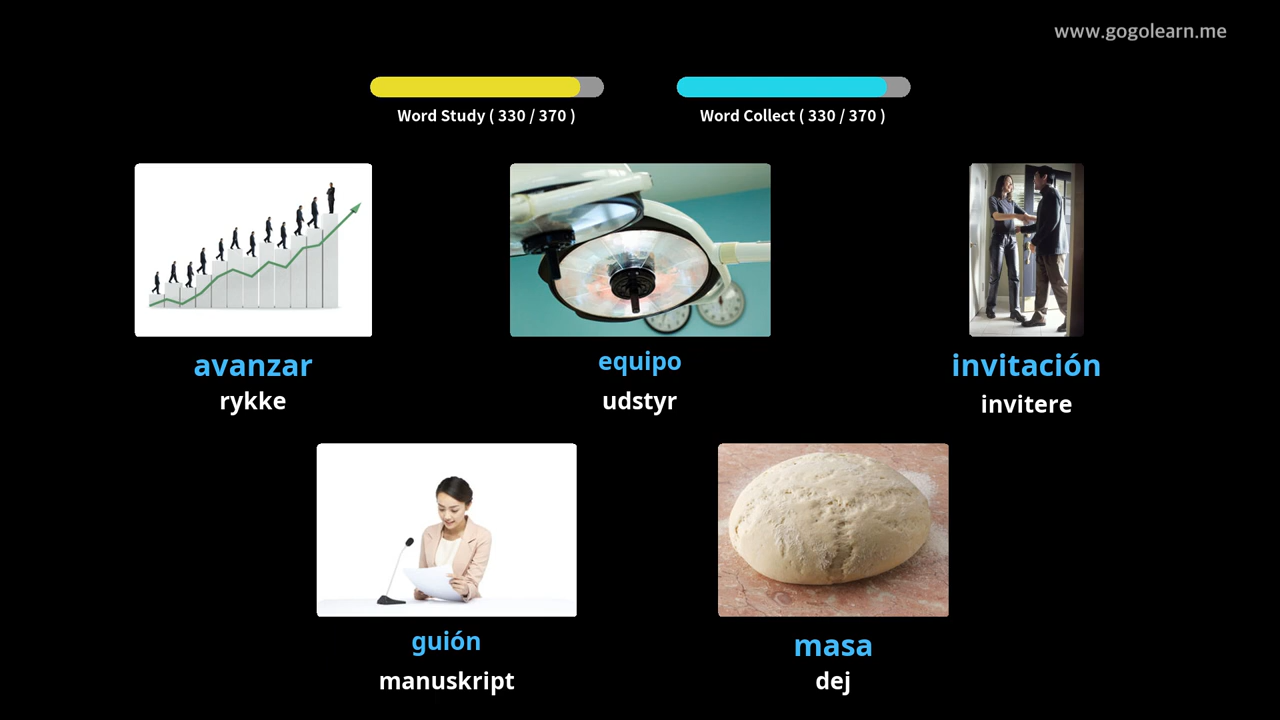 www.gogolearn.me
Word Study ( 330 / 370 )
Word Collect ( 330 / 370 )
avanzar
rykke
equipo
udstyr
invitación
invitere
guión
manuskript
masa
dej